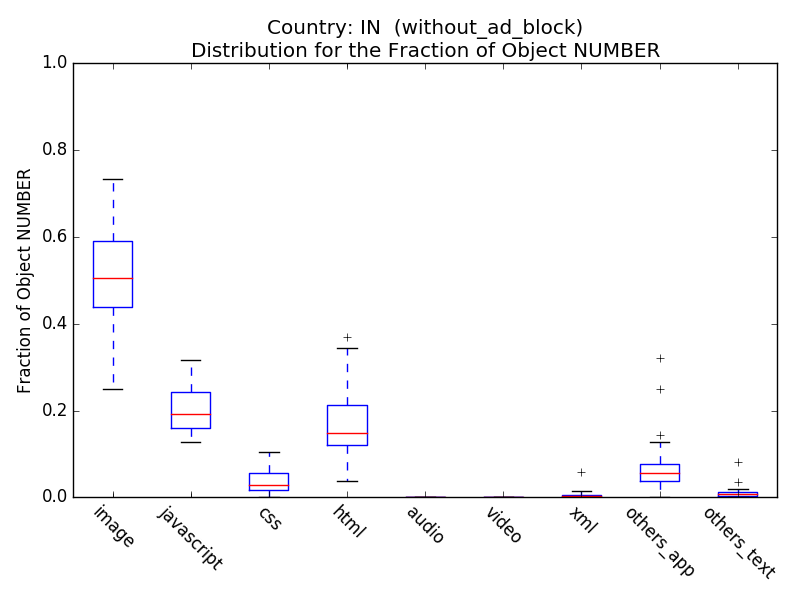 Country: IN  (without_ad_block)
Distribution for the Fraction of Object NUMBER
Fraction of Object NUMBER
1.0
0.8
0.6
0.4
0.2
0.0
image
javascript
css
html
audio
video
xml
others_app
others_text